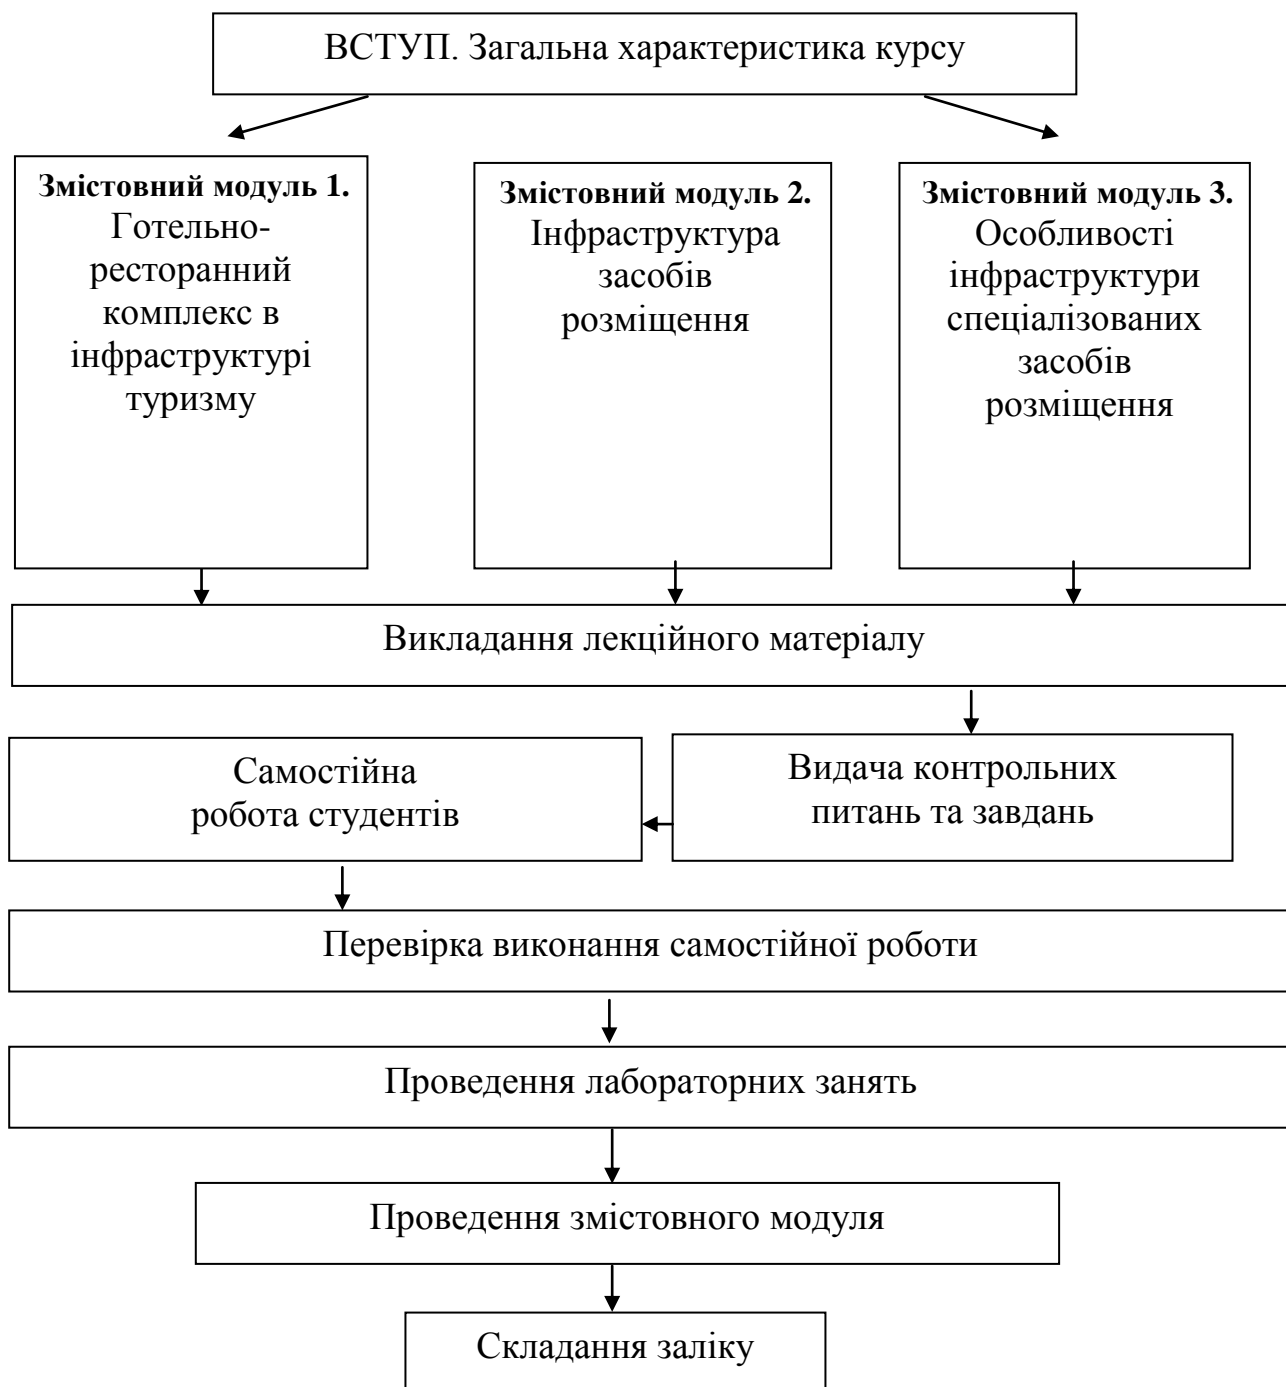 ВСТУП. Загальна характеристика курсу
Змістовний модуль 1.
Готельно-
ресторанний
комплекс в
інфраструктурі
туризму
Змістовний модуль 2.
Інфраструктура
засобів
розміщення
Змістовний модуль 3.
Особливості
інфраструктури
спеціалізованих
засобів
розміщення
Викладання лекційного матеріалу
Самостійна
робота студентів
Видача контрольних
питань та завдань
Перевірка виконання самостійної роботи
Проведення лабораторних занять
Проведення змістовного модуля
Складання заліку